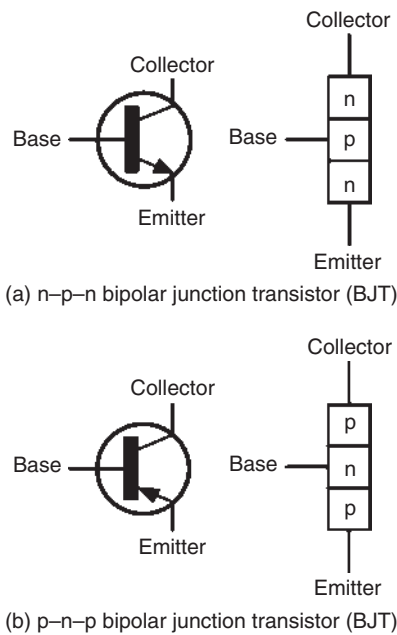 Collector
Collector
n
Base
Base
p
n
Emitter
Emitter
(a) n–p–n bipolar junction transistor (BJT)
Collector
Collector
p
Base
Base
n
p
Emitter
Emitter
(b) p–n–p bipolar junction transistor (BJT)